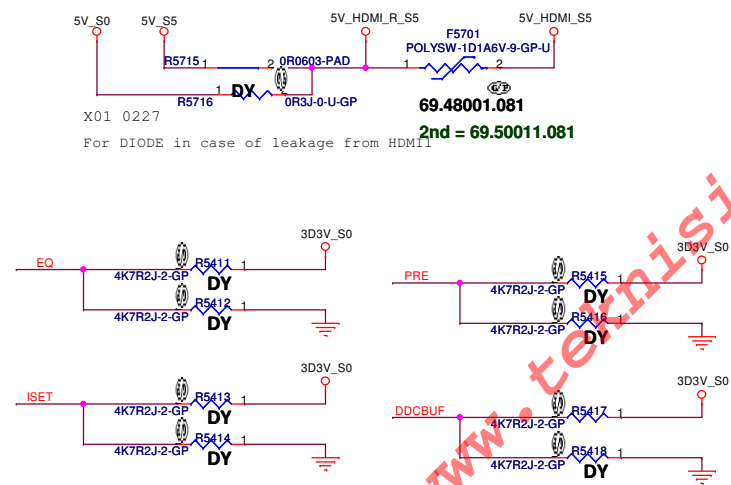 5V_S0 5V_S5 5V_HDMI_R_S5 5V_HDMI_S5
F5701
POLYSW-1D1A6V-9-GP-U
R5715 1 2 0R0603-PAD 1 2
R5716 1 DY 0R3J-0-U-GP
69.48001.081
X01 0227
2nd = 69.50011.081
For DIODE in case of leakage from HDMI1
3D3V_S0
EQ R5411 1
4K7R2J-2-GP DY
R5412 1
4K7R2J-2-GP DY
3D3V_S0
PRE R5415 1
4K7R2J-2-GP DY
R5416 1
4K7R2J-2-GP DY
3D3V_S0
ISET R5413 1
4K7R2J-2-GP DY
R5414 1
4K7R2J-2-GP DY
3D3V_S0
DDCBUF R5417 1
4K7R2J-2-GP
R5418 1
4K7R2J-2-GP DY
www.teknisi